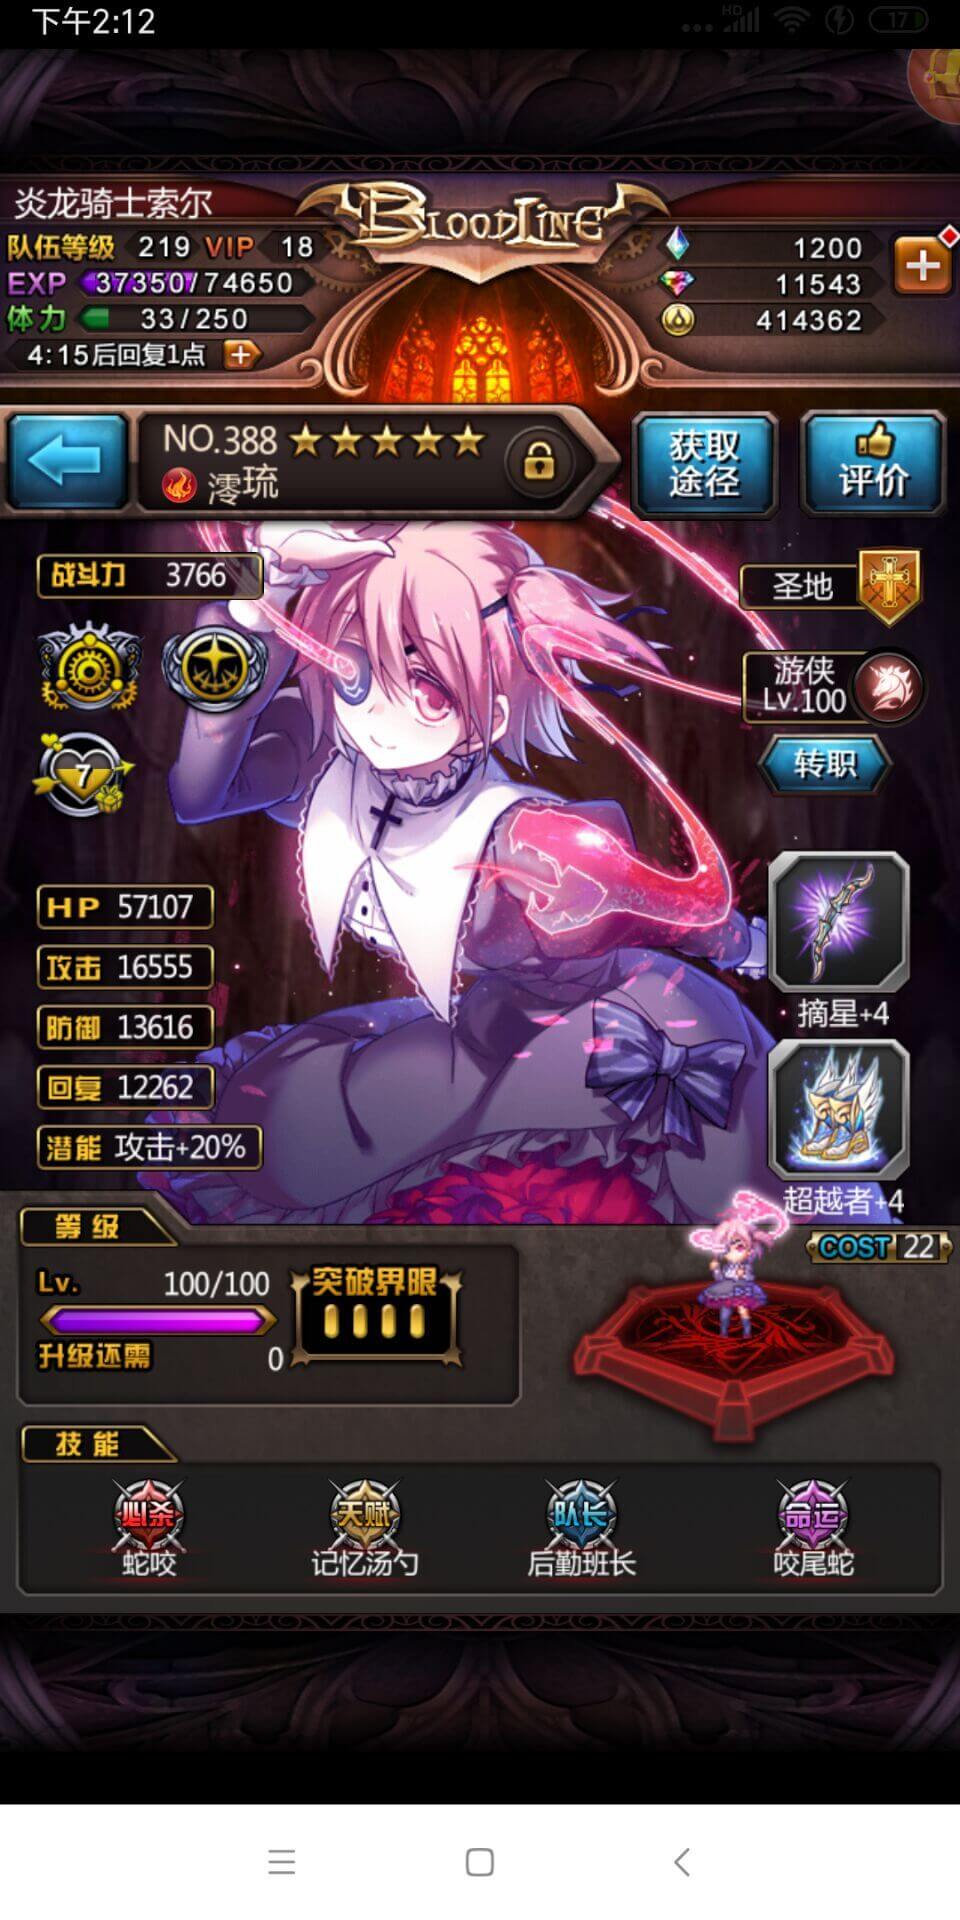 下午2:12
HD
17
炎龙骑士索尔
BLOODLINE
队伍等级 219 VIP 18
EXP 37350/74650
体力 33/250
4:15后回复1点
1200
11543
414362
NO.388
澪琉
获取
途径
评价
战斗力 3766
圣地
游侠
Lv.100
转职
7
HP 57107
攻击 16555
防御 13616
回复 12262
潜能 攻击+20%
摘星+4
超越者+4
COST 22
等级
Lv. 100/100
突破界限
升级还需 0
技能
必杀
蛇咬
天赋
记忆汤勺
队长
后勤班长
命运
咬尾蛇